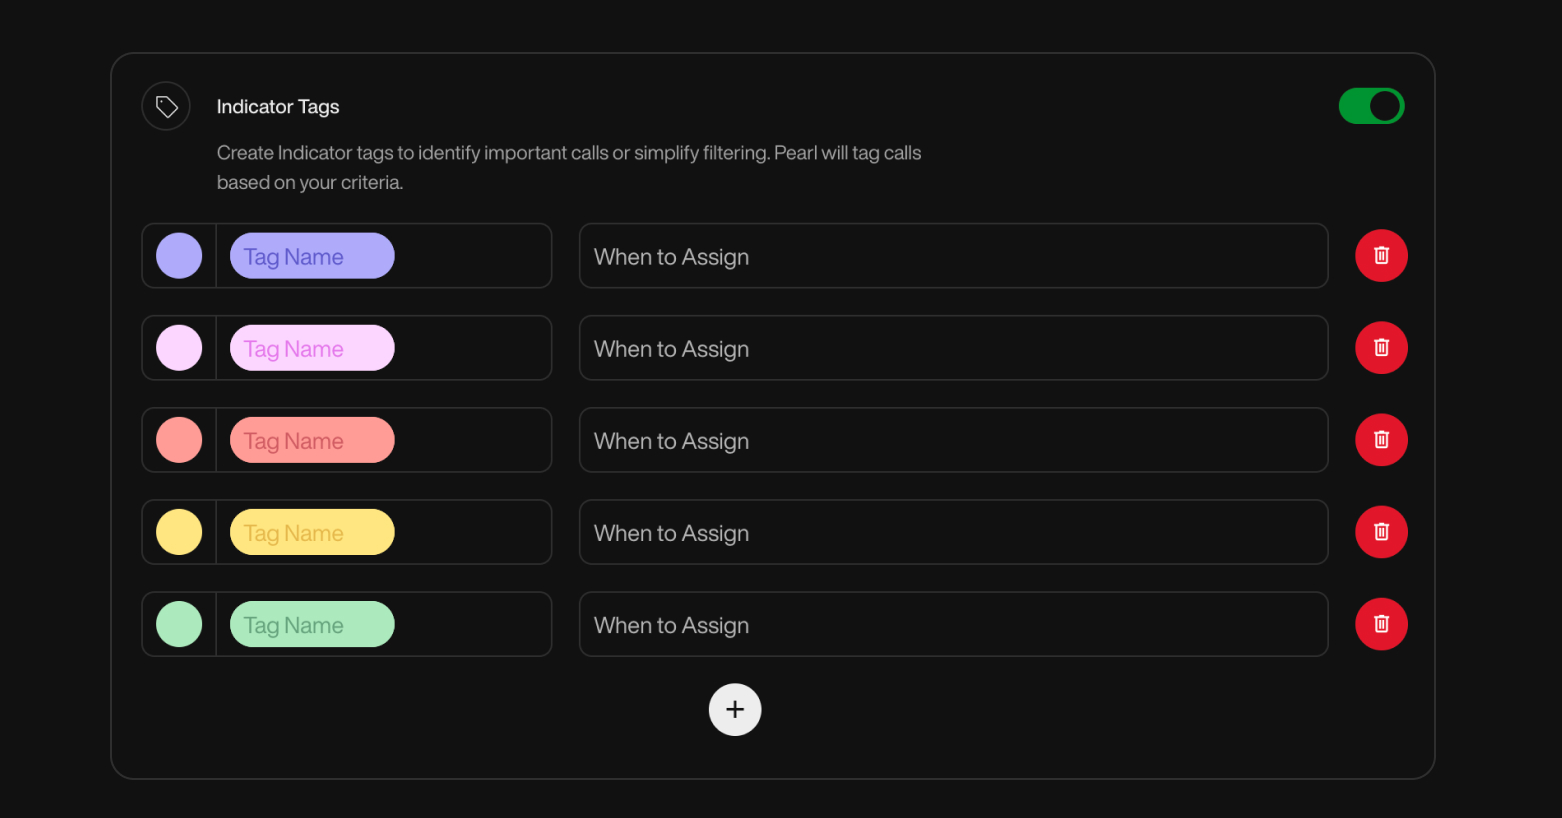 Indicator Tags
Create Indicator tags to identify important calls or simplify filtering. Pearl will tag calls
based on your criteria.
Tag Name When to Assign
Tag Name When to Assign
Tag Name When to Assign
Tag Name When to Assign
Tag Name When to Assign